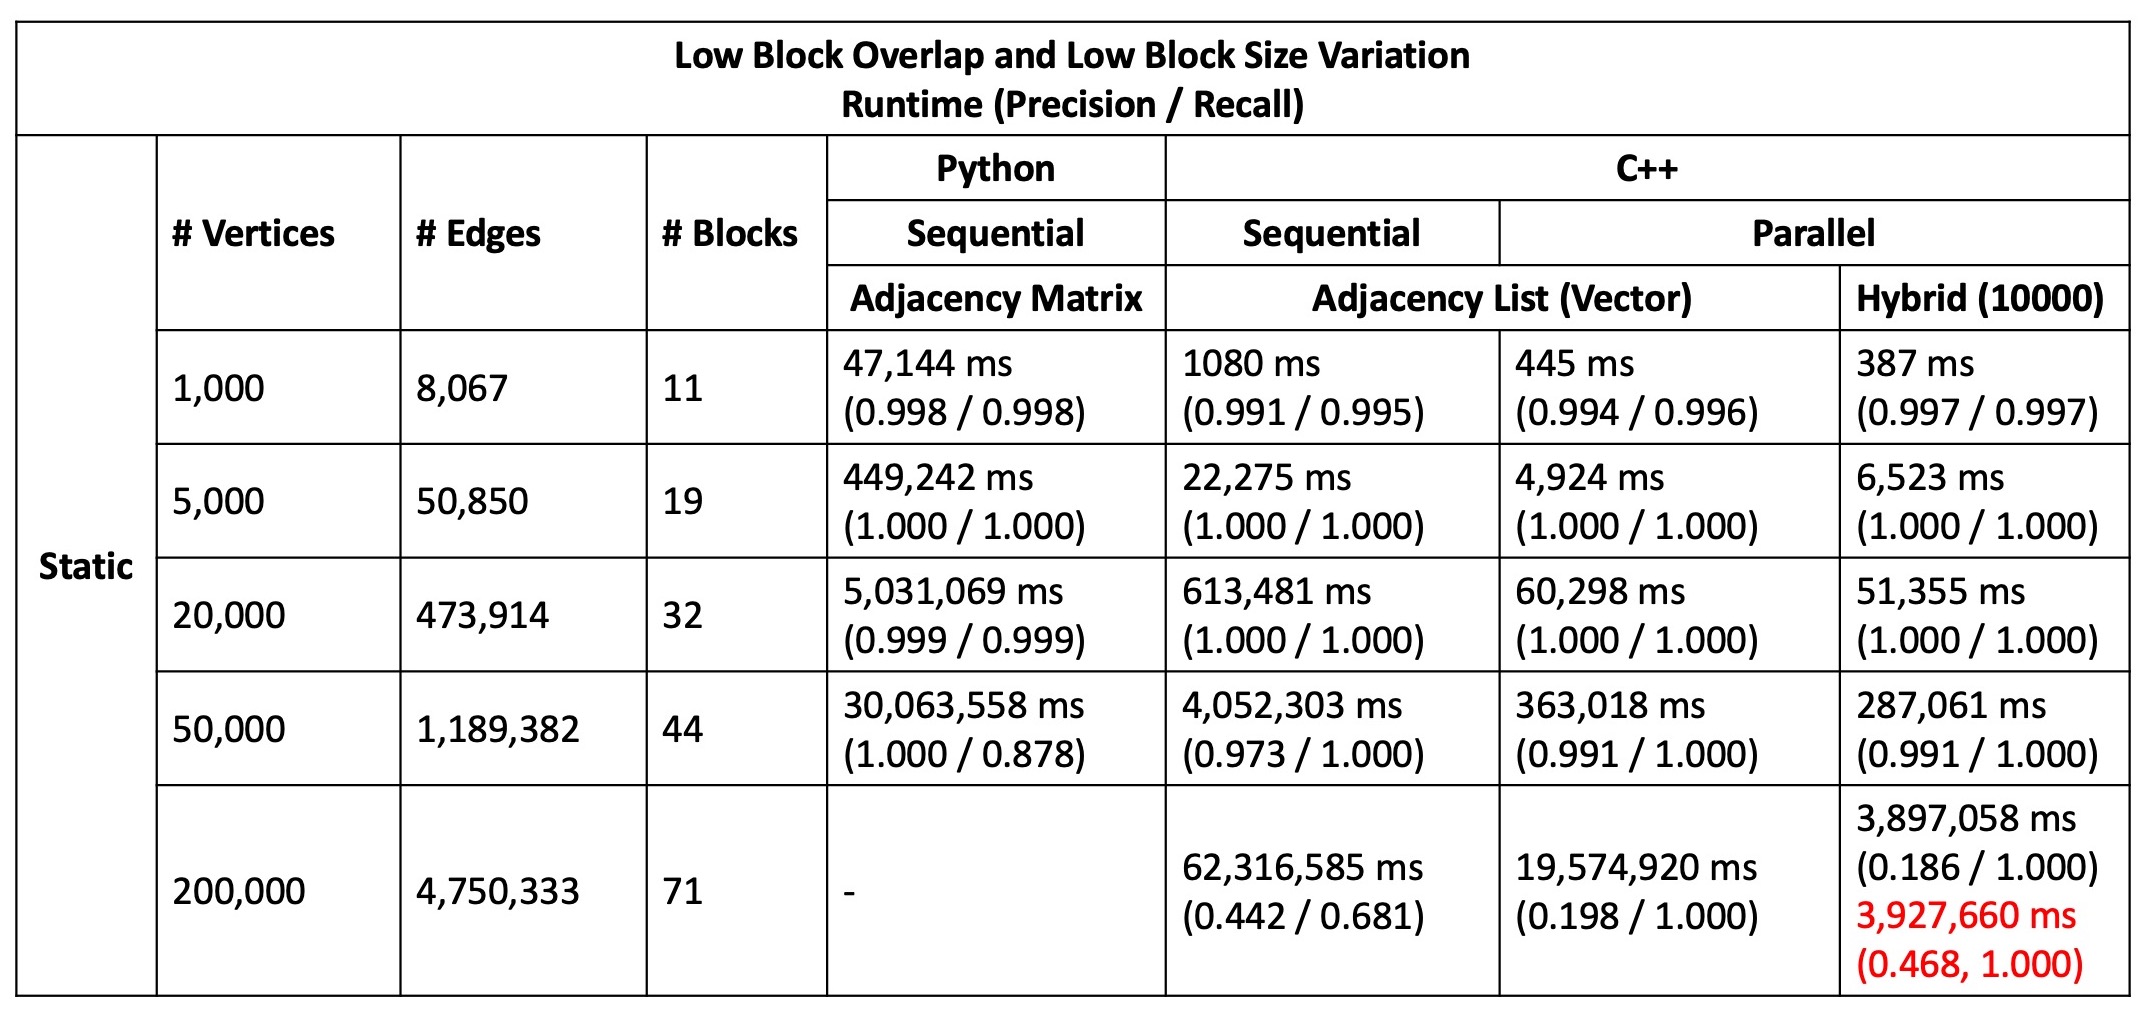 Low Block Overlap and Low Block Size Variation
Runtime (Precision / Recall)
Static
# Vertices
# Edges
# Blocks
Python
C++
Sequential
Sequential
Parallel
Adjacency Matrix
Adjacency List (Vector)
Hybrid (10000)
1,000
8,067
11
47,144 ms
(0.998 / 0.998)
1080 ms
(0.991 / 0.995)
445 ms
(0.994 / 0.996)
387 ms
(0.997 / 0.997)
5,000
50,850
19
449,242 ms
(1.000 / 1.000)
22,275 ms
(1.000 / 1.000)
4,924 ms
(1.000 / 1.000)
6,523 ms
(1.000 / 1.000)
20,000
473,914
32
5,031,069 ms
(0.999 / 0.999)
613,481 ms
(1.000 / 1.000)
60,298 ms
(1.000 / 1.000)
51,355 ms
(1.000 / 1.000)
50,000
1,189,382
44
30,063,558 ms
(1.000 / 0.878)
4,052,303 ms
(0.973 / 1.000)
363,018 ms
(0.991 / 1.000)
287,061 ms
(0.991 / 1.000)
200,000
4,750,333
71
-
62,316,585 ms
(0.442 / 0.681)
19,574,920 ms
(0.198 / 1.000)
3,897,058 ms
(0.186 / 1.000)
3,927,660 ms
(0.468, 1.000)